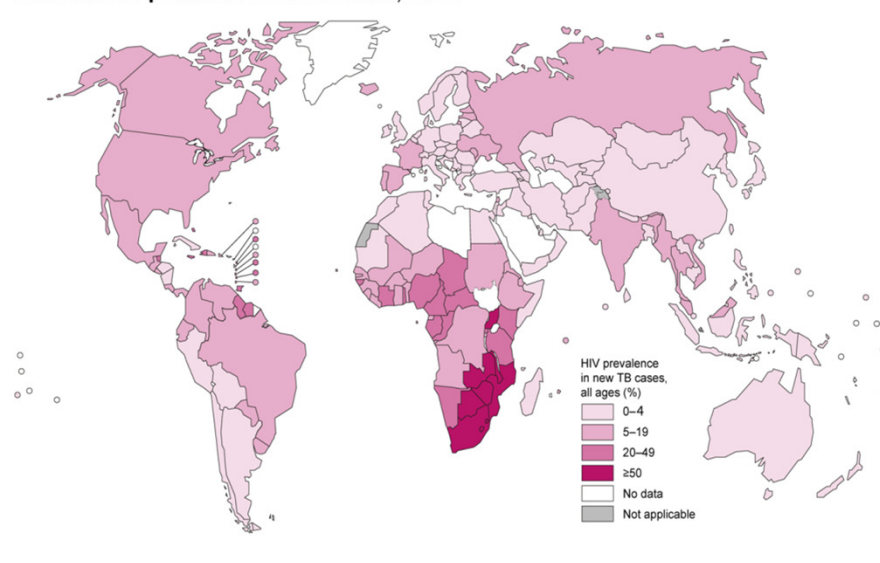 HIV prevalence
in new TB cases,
all ages (%)
0–4
5–19
20–49
≥50
No data
Not applicable